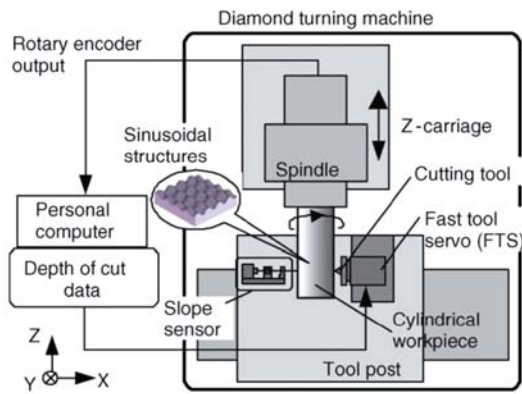 Diamond turning machine
Rotary encoder
output
Z-carriage
Sinusoidal
structures
Spindle
Cutting tool
Personal
computer
Fast tool
servo (FTS)
Depth of cut
data
Slope
sensor
Cylindrical
workpiece
Tool post
Z
Y
X